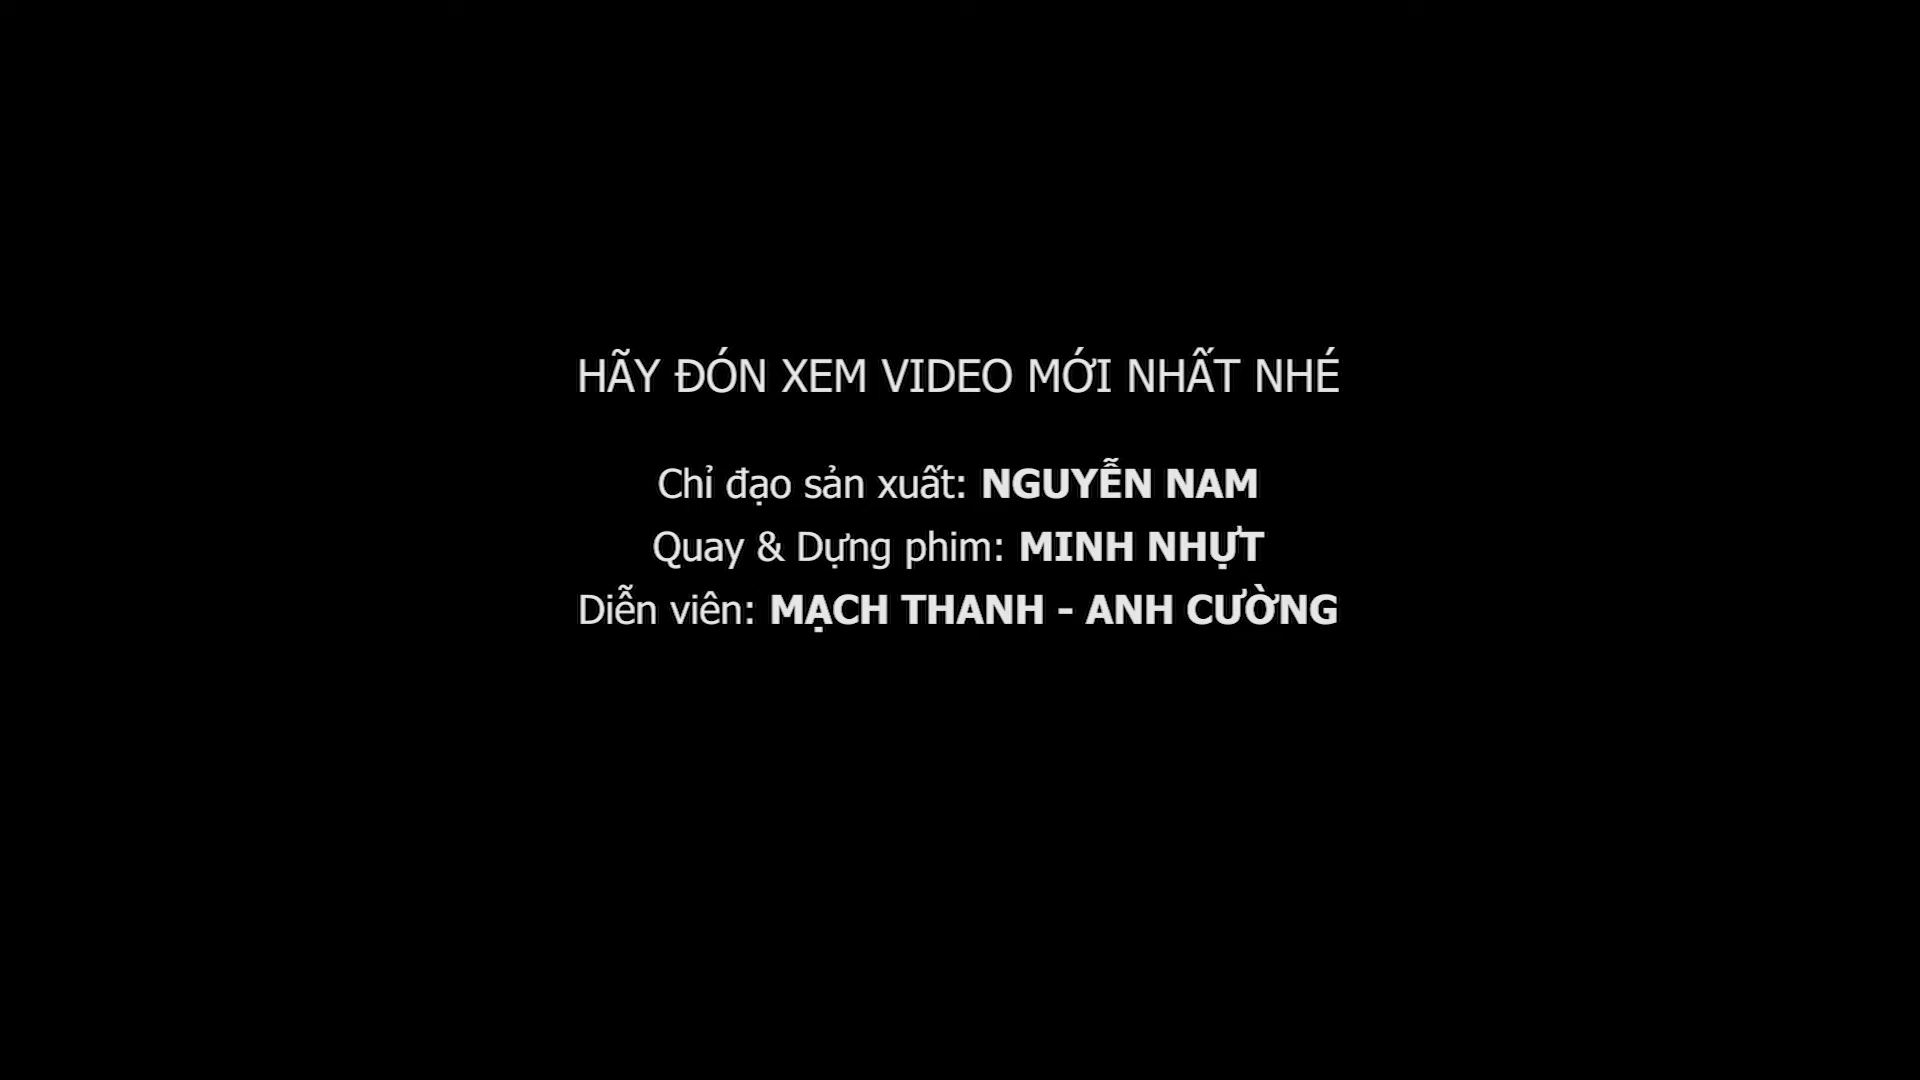 HÃY ĐÓN XEM VIDEO MỚI NHẤT NHÉ
Chỉ đạo sản xuất: NGUYỄN NAM
Quay & Dựng phim: MINH NHỰT
Diễn viên: MẠCH THANH - ANH CƯỜNG